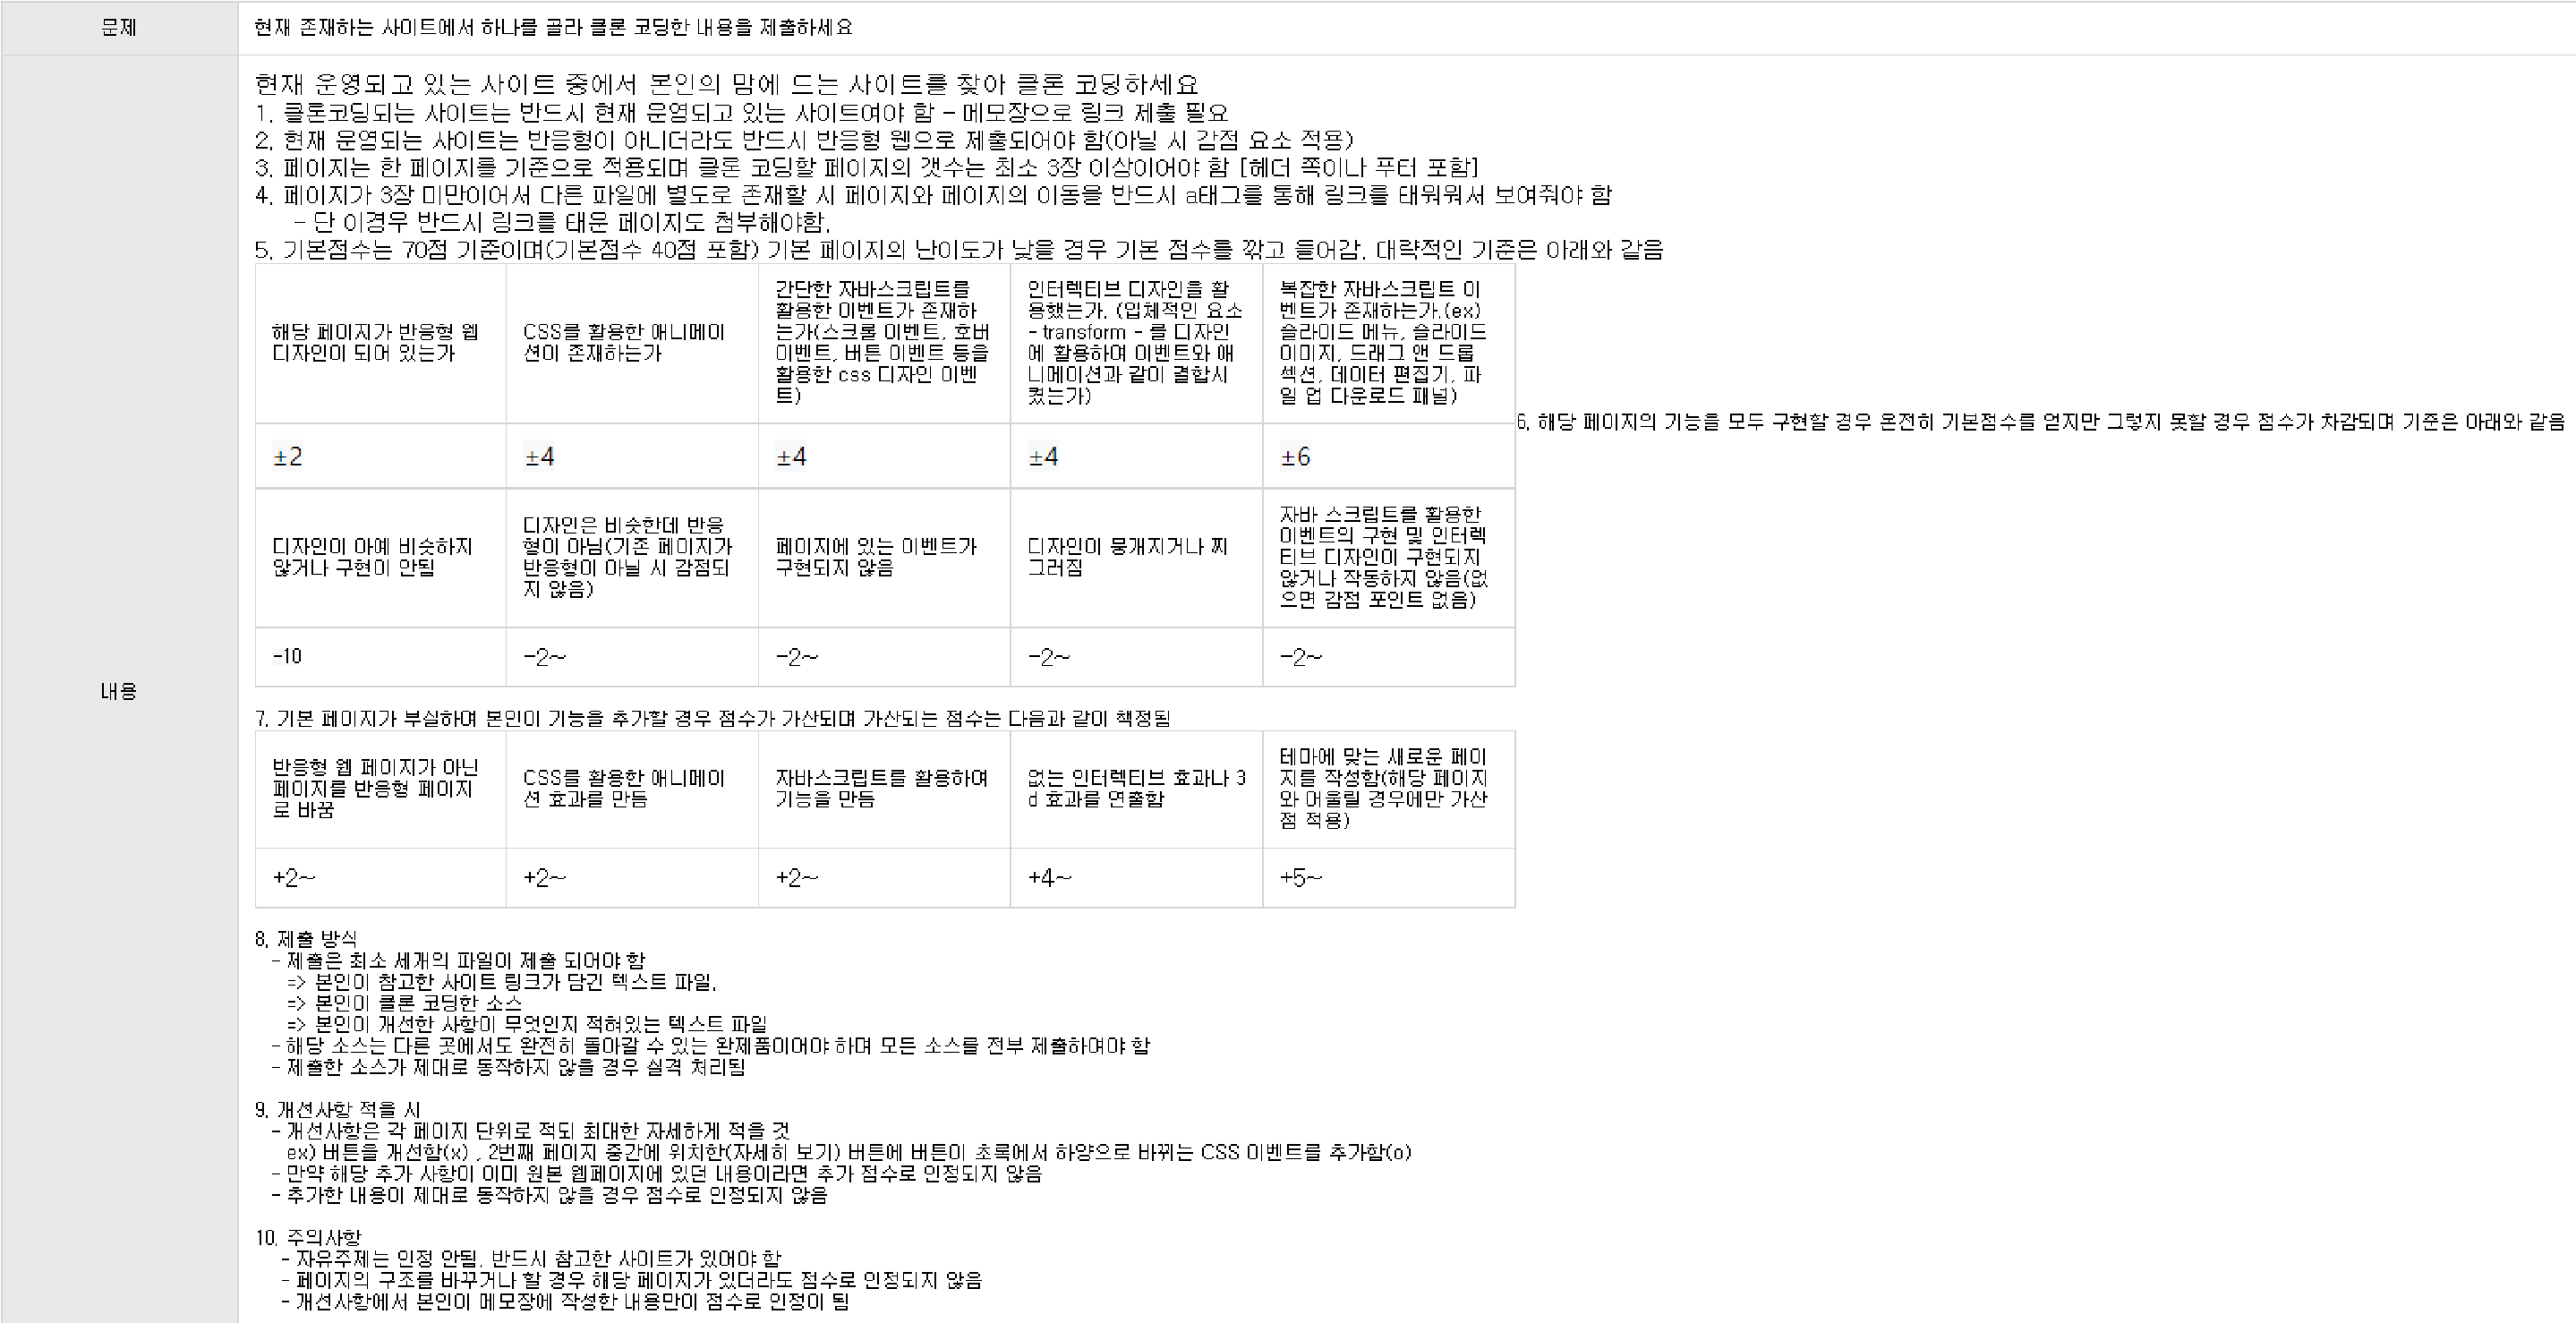 문제
현재 존재하는 사이트에서 하나를 골라 클론 코딩한 내용을 제출하세요
내용
현재 운영되고 있는 사이트 중에서 본인의 맘에 드는 사이트를 찾아 클론 코딩하세요
1. 클론코딩되는 사이트는 반드시 현재 운영되고 있는 사이트여야 함 - 메모장으로 링크 제출 필요
2. 현재 운영되는 사이트는 반응형이 아니더라도 반드시 반응형 웹으로 제출되어야 함(아닐 시 감점 요소 적용)
3. 페이지는 한 페이지를 기준으로 적용되며 클론 코딩할 페이지의 갯수는 최소 3장 이상이어야 함 [헤더 쪽이나 푸터 포함]
4. 페이지가 3장 미만이어서 다른 파일에 별도로 존재할 시 페이지와 페이지의 이동을 반드시 a태그를 통해 링크를 태워워서 보여줘야 함
- 단 이경우 반드시 링크를 태운 페이지도 첨부해야함.
5. 기본점수는 70점 기준이며(기본점수 40점 포함) 기본 페이지의 난이도가 낮을 경우 기본 점수를 깎고 들어감. 대략적인 기준은 아래와 같음
해당 페이지가 반응형 웹
디자인이 되어 있는가
CSS를 활용한 애니메이
션이 존재하는가
간단한 자바스크립트를
활용한 이벤트가 존재하
는가(스크롤 이벤트, 호버
이벤트, 버튼 이벤트 등을
활용한 css 디자인 이벤
트)
인터렉티브 디자인을 활
용했는가. (입체적인 요소
- transform - 를 디자인
에 활용하여 이벤트와 애
니메이션과 같이 결합시
켰는가)
복잡한 자바스크립트 이
벤트가 존재하는가.(ex)
슬라이드 메뉴, 슬라이드
이미지, 드래그 앤 드롭
섹션, 데이터 편집기, 파
일 업 다운로드 패널)
±2
±4
±4
±4
±6
6. 해당 페이지의 기능을 모두 구현할 경우 온전히 기본점수를 얻지만 그렇지 못할 경우 점수가 차감되며 기준은 아래와 같음
디자인이 아예 비슷하지
않거나 구현이 안됨
디자인은 비슷한데 반응
형이 아님(기존 페이지가
반응형이 아닐 시 감점되
지 않음)
페이지에 있는 이벤트가
구현되지 않음
디자인이 뭉개지거나 찌
그러짐
자바 스크립트를 활용한
이벤트의 구현 및 인터렉
티브 디자인이 구현되지
않거나 작동하지 않음(없
으면 감점 포인트 없음)
-10
-2~
-2~
-2~
-2~
7. 기본 페이지가 부실하여 본인이 기능을 추가할 경우 점수가 가산되며 가산되는 점수는 다음과 같이 책정됨
반응형 웹 페이지가 아닌
페이지를 반응형 페이지
로 바꿈
CSS를 활용한 애니메이
션 효과를 만듬
자바스크립트를 활용하여
기능을 만듬
없는 인터렉티브 효과나 3
d 효과를 연출함
테마에 맞는 새로운 페이
지를 작성함(해당 페이지
와 어울릴 경우에만 가산
점 적용)
+2~
+2~
+2~
+4~
+5~
8. 제출 방식
- 제출은 최소 세개의 파일이 제출 되어야 함
=> 본인이 참고한 사이트 링크가 담긴 텍스트 파일.
=> 본인이 클론 코딩한 소스
=> 본인이 개선한 사항이 무엇인지 적혀있는 텍스트 파일
- 해당 소스는 다른 곳에서도 완전히 돌아갈 수 있는 완제품이어야 하며 모든 소스를 전부 제출하여야 함
- 제출한 소스가 제대로 동작하지 않을 경우 실격 처리됨
9. 개선사항 적을 시
- 개선사항은 각 페이지 단위로 적되 최대한 자세하게 적을 것
ex) 버튼을 개선함(x) , 2번째 페이지 중간에 위치한(자세히 보기) 버튼에 버튼이 초록에서 하양으로 바뀌는 CSS 이벤트를 추가함(o)
- 만약 해당 추가 사항이 이미 원본 웹페이지에 있던 내용이라면 추가 점수로 인정되지 않음
- 추가한 내용이 제대로 동작하지 않을 경우 점수로 인정되지 않음
10. 주의사항
- 자유주제는 인정 안됨. 반드시 참고한 사이트가 있어야 함
- 페이지의 구조를 바꾸거나 할 경우 해당 페이지가 있더라도 점수로 인정되지 않음
- 개선사항에서 본인이 메모장에 작성한 내용만이 점수로 인정이 됨